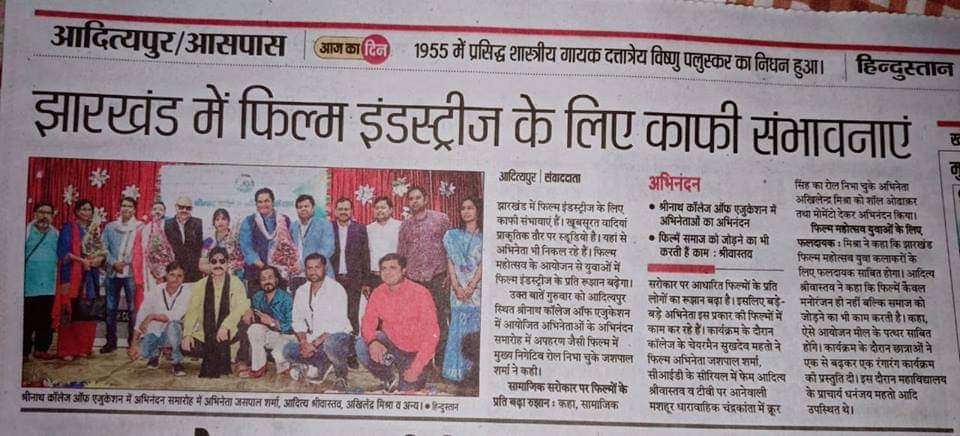 आदित्यपुर/आसपास
आज का दिन
1955 में प्रसिद्ध शास्त्रीय गायक दत्तात्रेय विष्णु पलुस्कर का निधन हुआ।
हिन्दुस्तान
झारखंड में फिल्म इंडस्ट्रीज के लिए काफी संभावनाएं
श्रीनाथ कॉलेज ऑफ एजुकेशन में अभिनंदन समारोह में अभिनेता जसपाल शर्मा, आदित्य श्रीवास्तव, अखिलेंद्र मिश्रा व अन्य। • हिन्दुस्तान
आदित्यपुर | संवाददाता
झारखंड में फिल्म इंडस्ट्रीज के लिए
काफी संभावाएं हैं। खूबसूरत वादियां
प्राकृतिक तौर पर स्टूडियो है। यहां से
अभिनेता भी निकल रहे हैं। फिल्म
महोत्सव के आयोजन से युवाओं में
फिल्म इंडस्ट्रीज के प्रति रूझान बढ़ेगा।
उक्त बातें गुरुवार को आदित्यपुर
स्थित श्रीनाथ कॉलेज ऑफ एजुकेशन
में आयोजित अभिनेताओं के अभिनंदन
समारोह में अपहरण जैसी फिल्म में
मुख्य निगेटिव रोल निभा चुके जशपाल
शर्मा ने कही।
सामाजिक सरोकार पर फिल्मों के
प्रति बढ़ा रुझान : कहा, सामाजिक
अभिनंदन
• श्रीनाथ कॉलेज ऑफ एजुकेशन में
अभिनेताओं का अभिनंदन
• फिल्में समाज को जोड़ने का भी
करती हैं काम : श्रीवास्तव
सरोकार पर आधारित फिल्मों के प्रति
लोगों का रूझान बढ़ा है। इसलिए बड़े-
बड़े अभिनेता इस प्रकार की फिल्मों में
काम कर रहे हैं। कार्यक्रम के दौरान
कॉलेज के चेयरमैन सुखदेव महतो ने
फिल्म अभिनेता जशपाल शर्मा,
सीआईडी के सीरियल में फेम आदित्य
श्रीवास्तव व टीवी पर आनेवाली
मशहूर धारावाहिक चंद्रकांता में क्रूर
सिंह का रोल निभा चुके अभिनेता
अखिलेन्द्र मिश्रा को शॉल ओढ़ाकर
तथा मोमेंटो देकर अभिनंदन किया।
फिल्म महोत्सव युवाओं के लिए
फलदायक : मिश्रा ने कहा कि झारखंड
फिल्म महोत्सव युवा कलाकारों के
लिए फलदायक साबित होगा। आदित्य
श्रीवास्तव ने कहा कि फिल्में केवल
मनोरंजन ही नहीं बल्कि समाज को
जोड़ने का भी काम करती है। कहा,
ऐसे आयोजन मील के पत्थर साबित
होंगे। कार्यक्रम के दौरान छात्राओं ने
एक से बढ़कर एक रंगारंग कार्यक्रम
की प्रस्तुति दी। इस दौरान महाविद्यालय
के प्राचार्य धनंजय महतो आदि
उपस्थित थे।